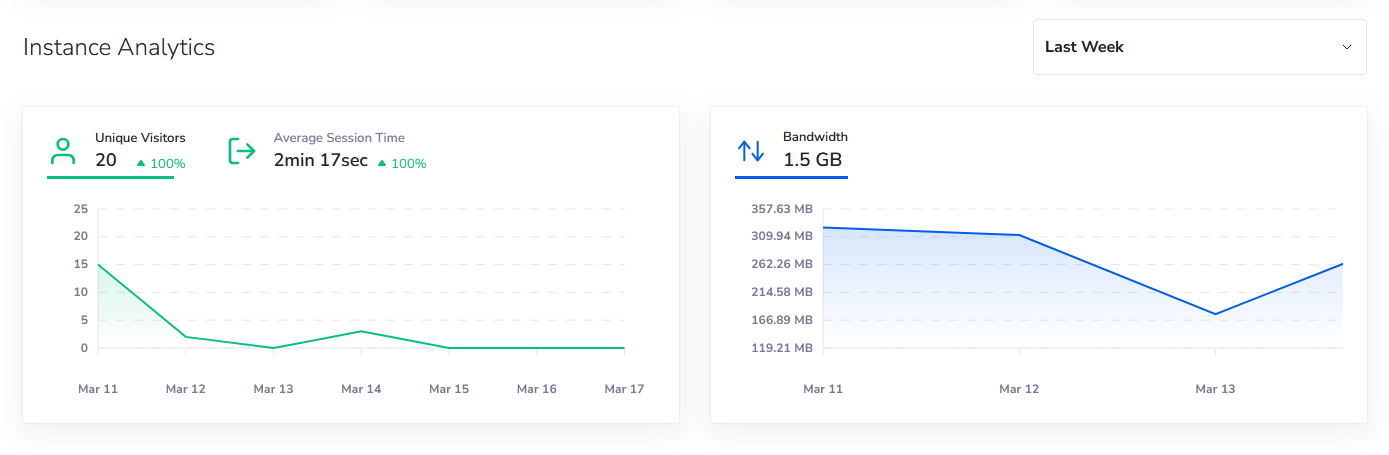 Instance Analytics
Last Week
Unique Visitors
20 100%
Average Session Time
2min 17sec 100%
25
20
15
10
5
0
Mar 11 Mar 12 Mar 13 Mar 14 Mar 15 Mar 16 Mar 17
Bandwidth
1.5 GB
357.63 MB
309.94 MB
262.26 MB
214.58 MB
166.89 MB
119.21 MB
Mar 11 Mar 12 Mar 13